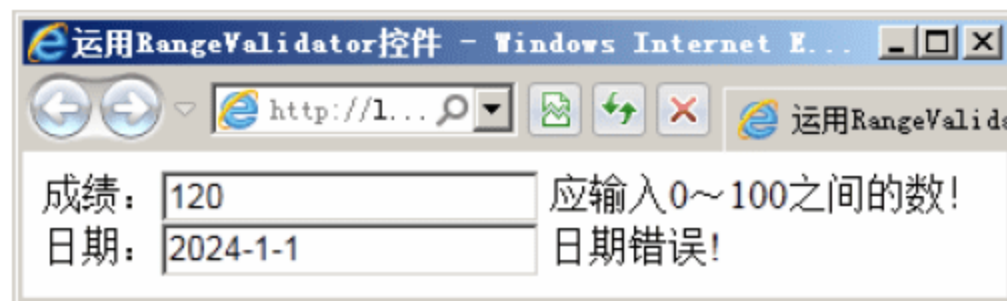 运用RangeValidator控件 - Windows Internet E...
http://l... 运用RangeValid
成绩： 120 应输入0～100之间的数!
日期： 2024-1-1 日期错误!